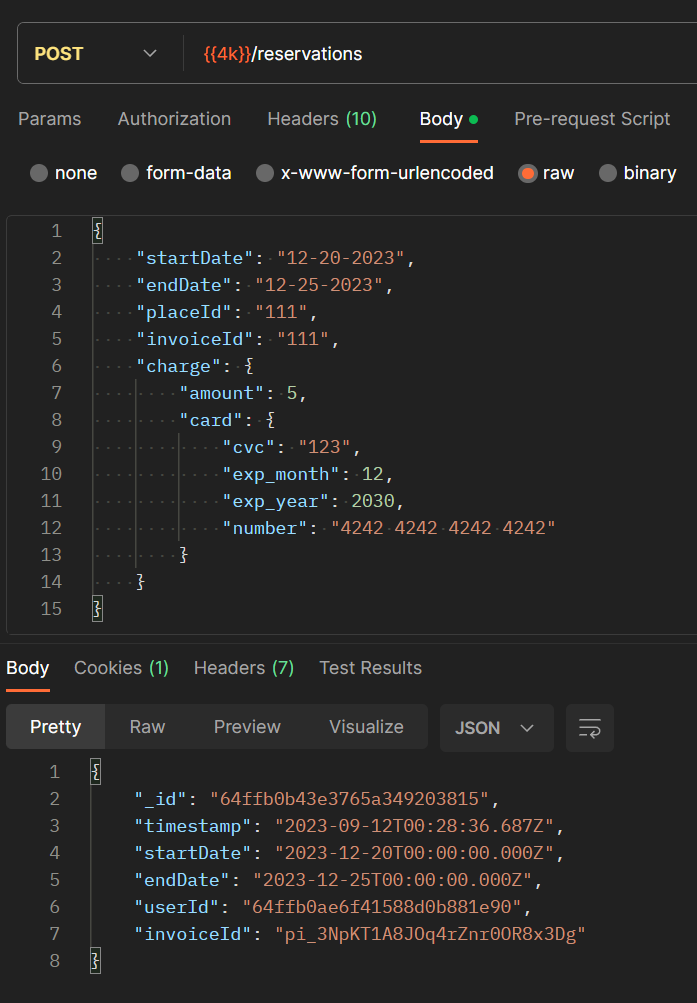 POST {{4k}}/reservations
Params Authorization Headers (10) Body Pre-request Script
none form-data x-www-form-urlencoded raw binary
1 {
2 "startDate": "12-20-2023",
3 "endDate": "12-25-2023",
4 "placeId": "111",
5 "invoiceId": "111",
6 "charge": {
7 "amount": 5,
8 "card": {
9 "cvc": "123",
10 "exp_month": 12,
11 "exp_year": 2030,
12 "number": "4242 4242 4242 4242"
13 }
14 }
15 }
Body Cookies (1) Headers (7) Test Results
Pretty Raw Preview Visualize JSON
1 {
2 "_id": "64ffb0b43e3765a349203815",
3 "timestamp": "2023-09-12T00:28:36.687Z",
4 "startDate": "2023-12-20T00:00:00.000Z",
5 "endDate": "2023-12-25T00:00:00.000Z",
6 "userId": "64ffb0ae6f41588d0b881e90",
7 "invoiceId": "pi_3NpKT1A8JOq4rZnr0OR8x3Dg"
8 }